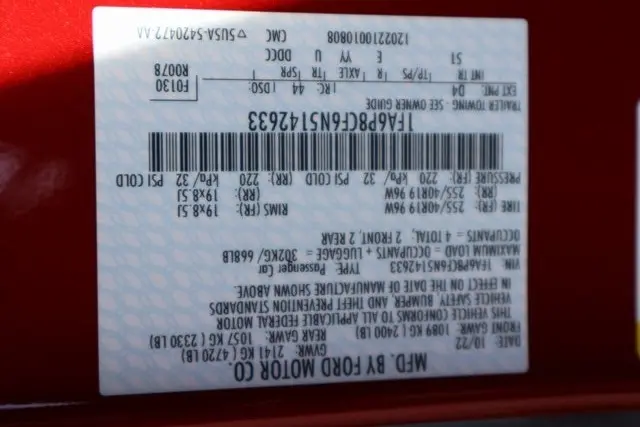 MFD. BY FORD MOTOR CO.
DATE: 10/22 GVWR: 2141 KG ( 4720 LB)
FRONT GAWR: 1089 KG ( 2400 LB) REAR GAWR: 1057 KG ( 2330 LB)
THIS VEHICLE CONFORMS TO ALL APPLICABLE FEDERAL MOTOR
VEHICLE SAFETY, BUMPER, AND THEFT PREVENTION STANDARDS
IN EFFECT ON THE DATE OF MANUFACTURE SHOWN ABOVE.
VIN: 1FA6P8CF6N5142633 TYPE: Passenger Car
MAXIMUM LOAD = OCCUPANTS + LUGGAGE = 302KG/ 668LB
OCCUPANTS = 4 TOTAL, 2 FRONT, 2 REAR
TIRE (FR): 255/40R19 96W RIMS (FR): 19x8.5J
(RR): 255/40R19 96W (RR): 19x8.5J
PRESSURE (FR): 220 kPa/ 32 PSI COLD (RR): 220 kPa/ 32 PSI COLD
1FA6P8CF6N5142633
TRAILER TOWING - SEE OWNER GUIDE
EXT PNT: D4 RC: 44 DSO: F0130
INT TR TP/PS R AXLE TR SPR R0078
51 E YY U DDCC
12022100108O8 CMC 5U5A-5420472-AA